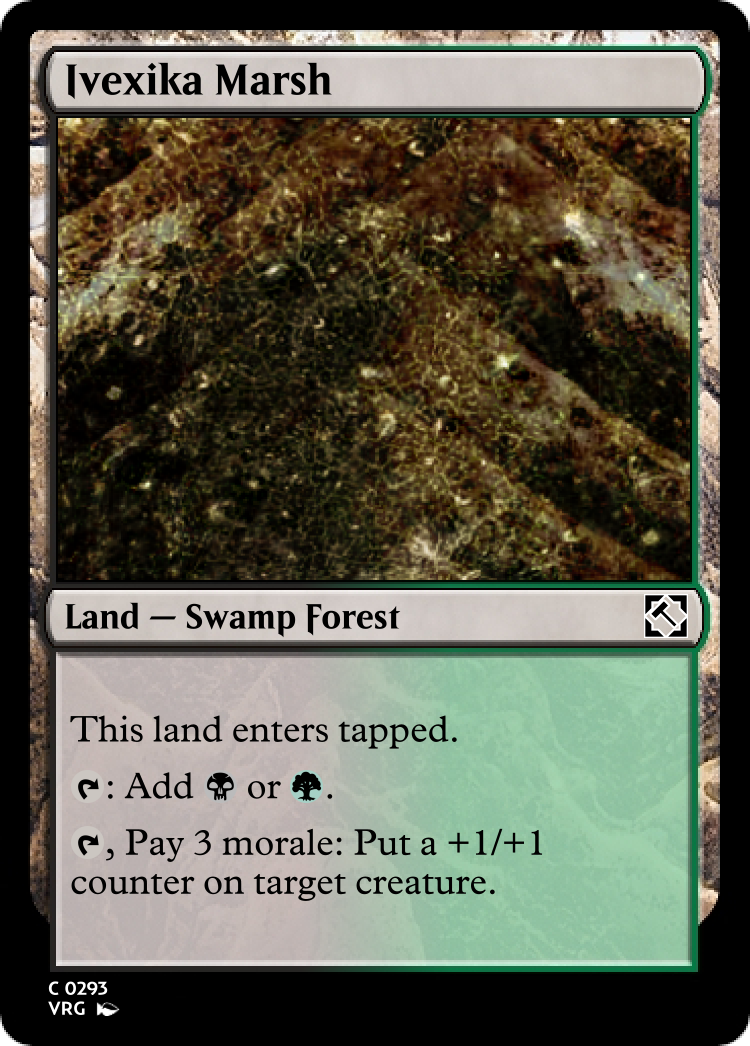 Ivexika Marsh
Land — Swamp Forest
This land enters tapped.
: Add or .
, Pay 3 morale: Put a +1/+1
counter on target creature.
C 0293
VRG